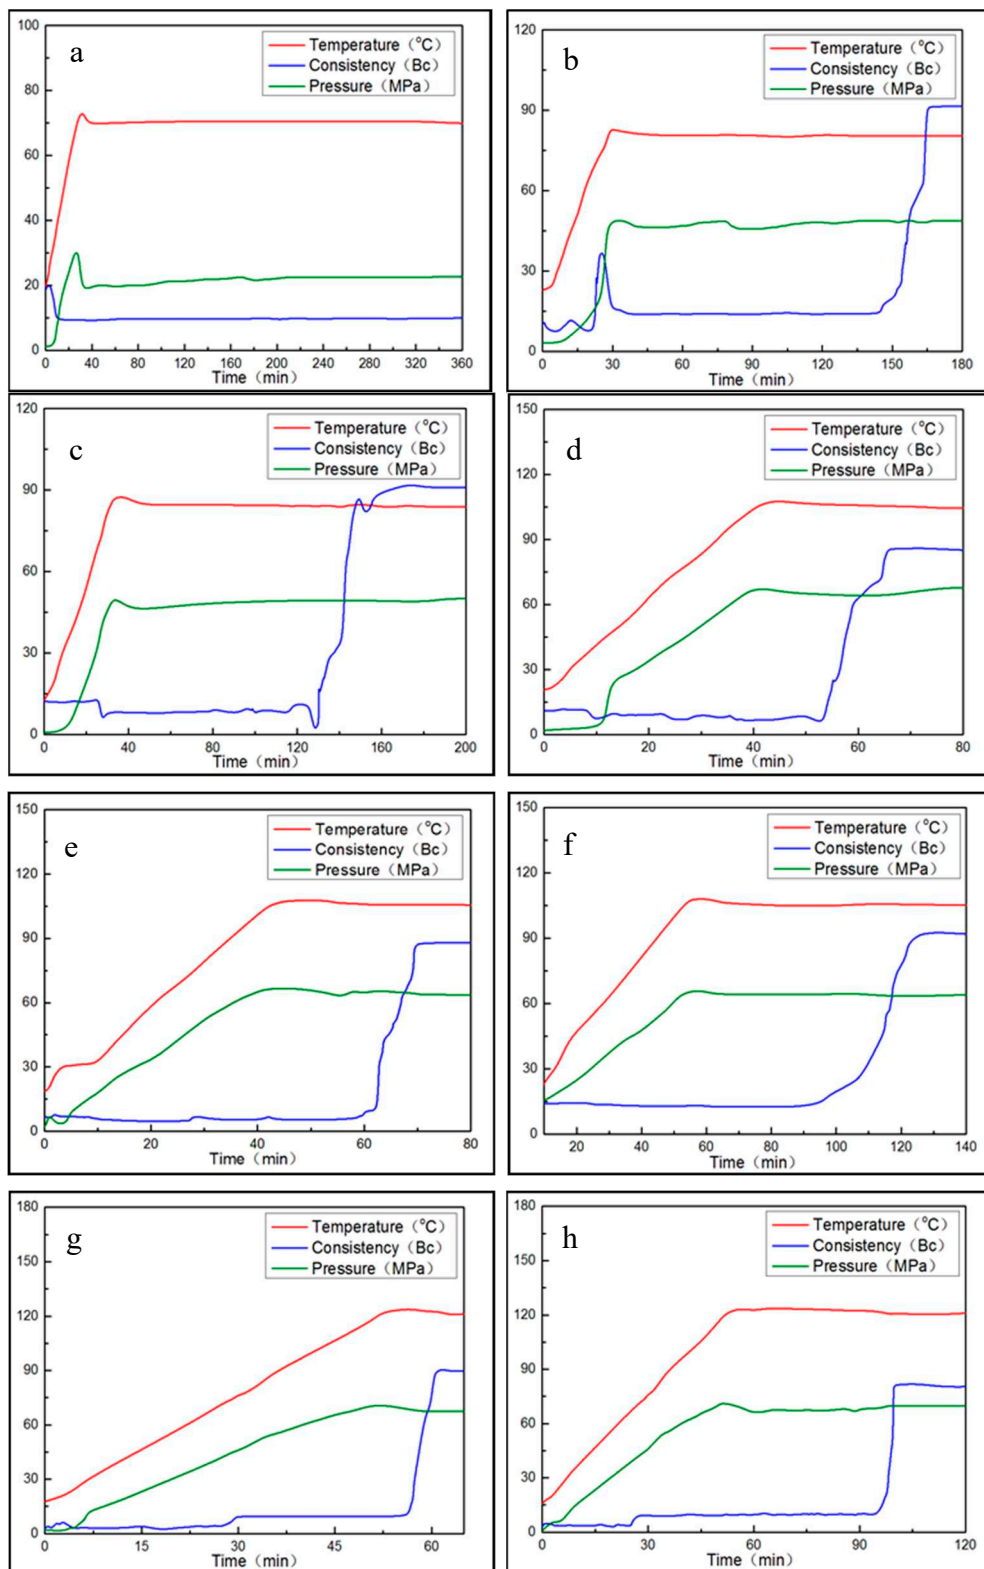 a
Temperature（°C）
Consistency (Bc)
Pressure (MPa)
100
80
60
40
20
0
0 40 80 120 160 200 240 280 320 360
Time（min）
b
Temperature（°C）
Consistency (Bc)
Pressure（MPa）
120
90
60
30
0
0 30 60 90 120 150 180
Time（min）
c
Temperature（°C）
Consistency (Bc)
Pressure（MPa）
120
90
60
30
0
0 40 80 120 160 200
Time（min）
d
Temperature（°C）
Consistency (Bc)
Pressure（MPa）
150
120
90
60
30
0
0 20 40 60 80
Time（min）
e
Temperature（°C）
Consistency (Bc)
Pressure（MPa）
150
120
90
60
30
0
0 20 40 60 80
Time（min）
f
Temperature（°C）
Consistency（Bc）
Pressure（MPa）
150
120
90
60
30
0
20 40 60 80 100 120 140
Time（min）
g
Temperature（°C）
Consistency（Bc）
Pressure（MPa）
180
150
120
90
60
30
0
0 15 30 45 60
Time（min）
h
Temperature（°C）
Consistency（Bc）
Pressure（MPa）
180
150
120
90
60
30
0
0 30 60 90 120
Time（min）